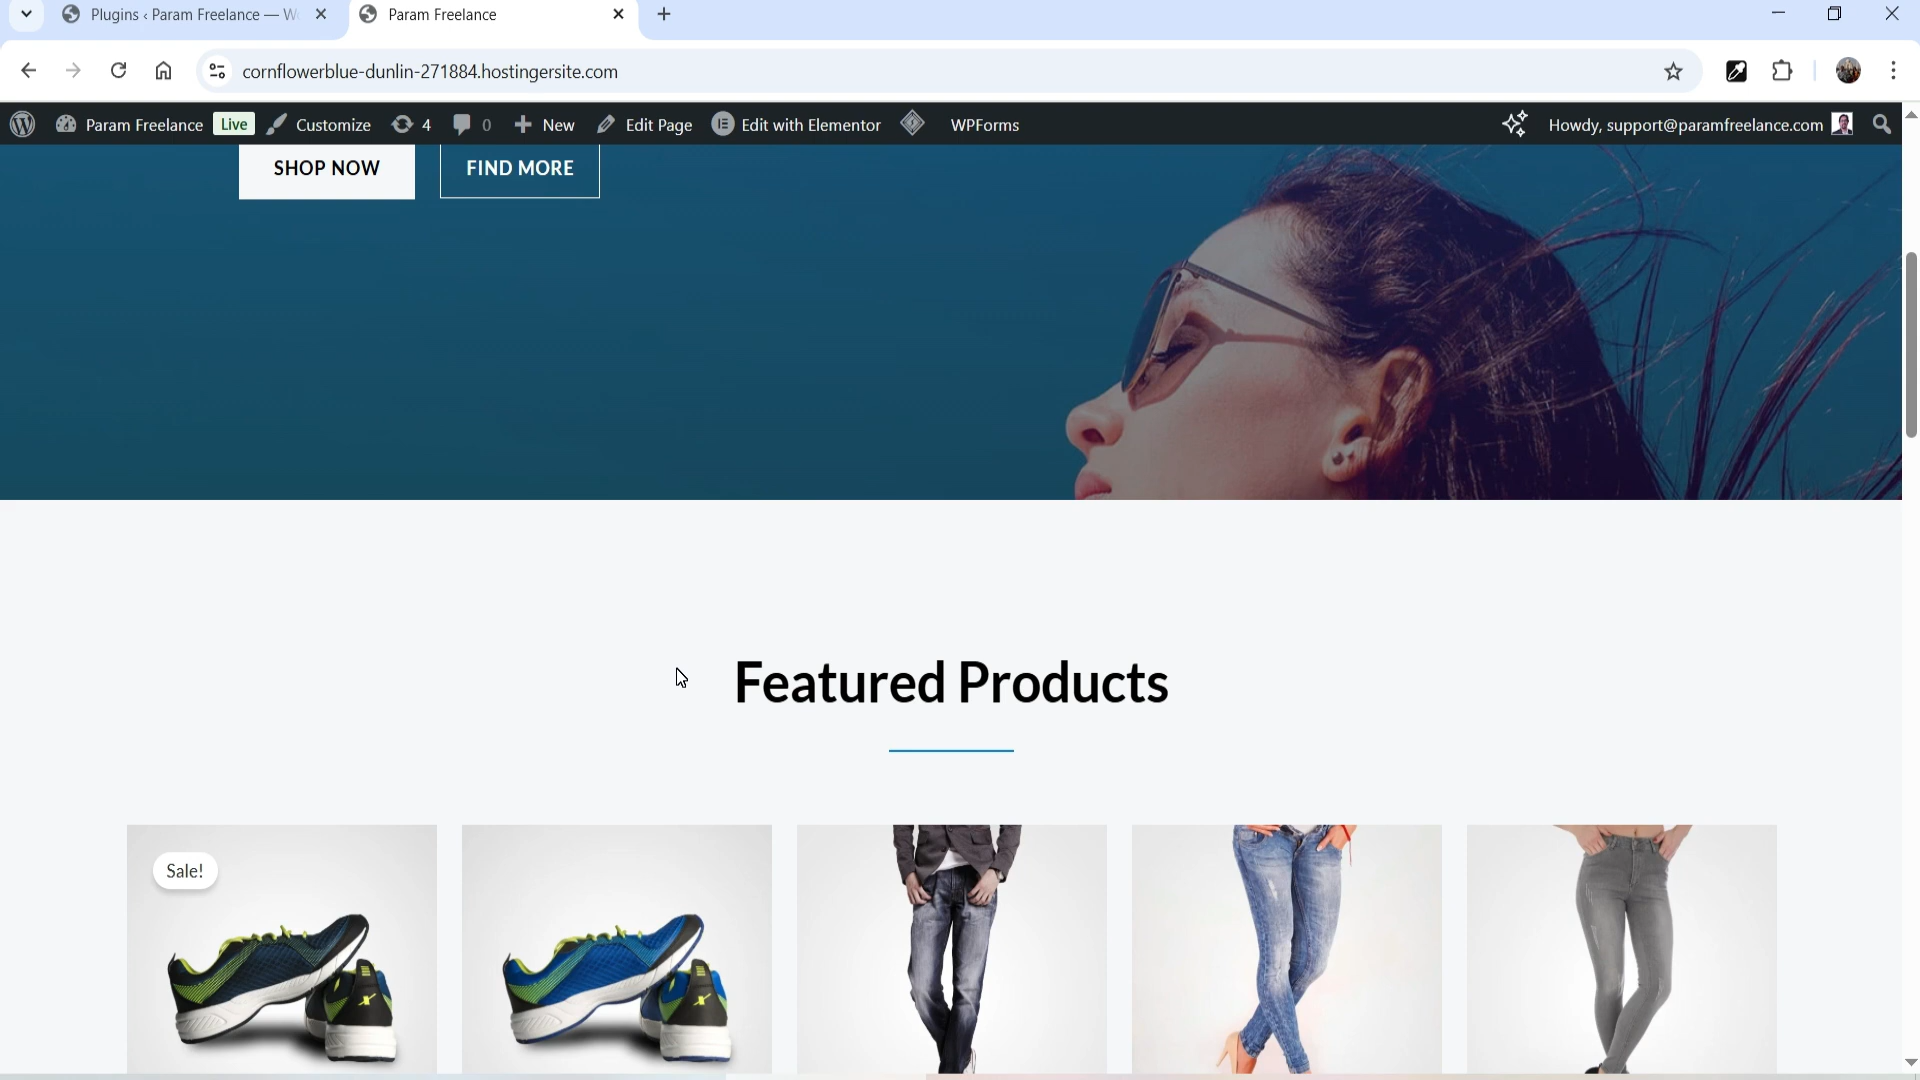 Plugins ‹ Param Freelance — W
Param Freelance
cornflowerblue-dunlin-271884.hostingersite.com
Param Freelance Live Customize 4 0 New Edit Page Edit with Elementor WPForms Howdy, support@paramfreelance.com
SHOP NOW FIND MORE
Featured Products
Sale!